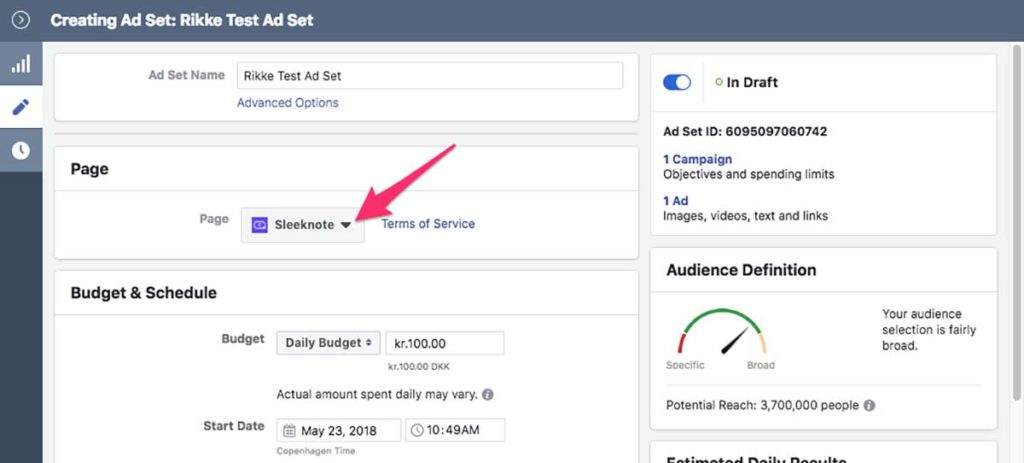 Creating Ad Set: Rikke Test Ad Set
Ad Set Name
Rikke Test Ad Set
Advanced Options
Page
Page
Sleeknote
Terms of Service
Budget & Schedule
Budget
Daily Budget
kr.100.00
kr.100.00 DKK
Actual amount spent daily may vary.
Start Date
May 23, 2018
10:49AM
Copenhagen Time
In Draft
Ad Set ID: 6095097060742
1 Campaign
Objectives and spending limits
1 Ad
Images, videos, text and links
Audience Definition
Specific
Broad
Your audience
selection is fairly
broad.
Potential Reach: 3,700,000 people
Estimated Daily Results